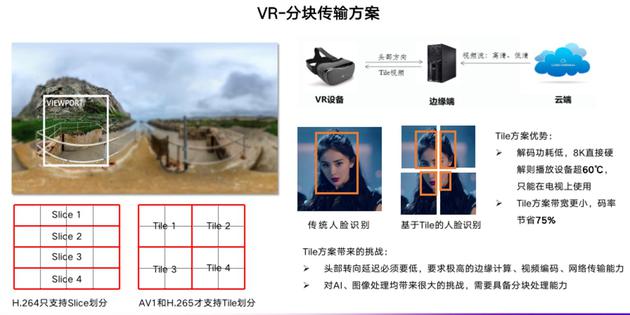 VR-分块传输方案
VIEWPORT
头部方向
Tile视频
视频流：高清、低清
VR设备
边缘端
云端
传统人脸识别
基于Tile的人脸识别
Tile方案优势：
解码功耗低，8K直接硬
解则播放设备超60℃，
只能在电视上使用
Tile方案带宽更小，码率
节省75%
Slice 1
Slice 2
Slice 3
Slice 4
Tile 1
Tile 2
Tile 3
Tile 4
H.264只支持Slice划分
AV1和H.265才支持Tile划分
Tile方案带来的挑战：
头部转向延迟必须要低，要求极高的边缘计算、视频编码、网络传输能力
对AI、图像处理均带来很大的挑战，需要具备分块处理能力